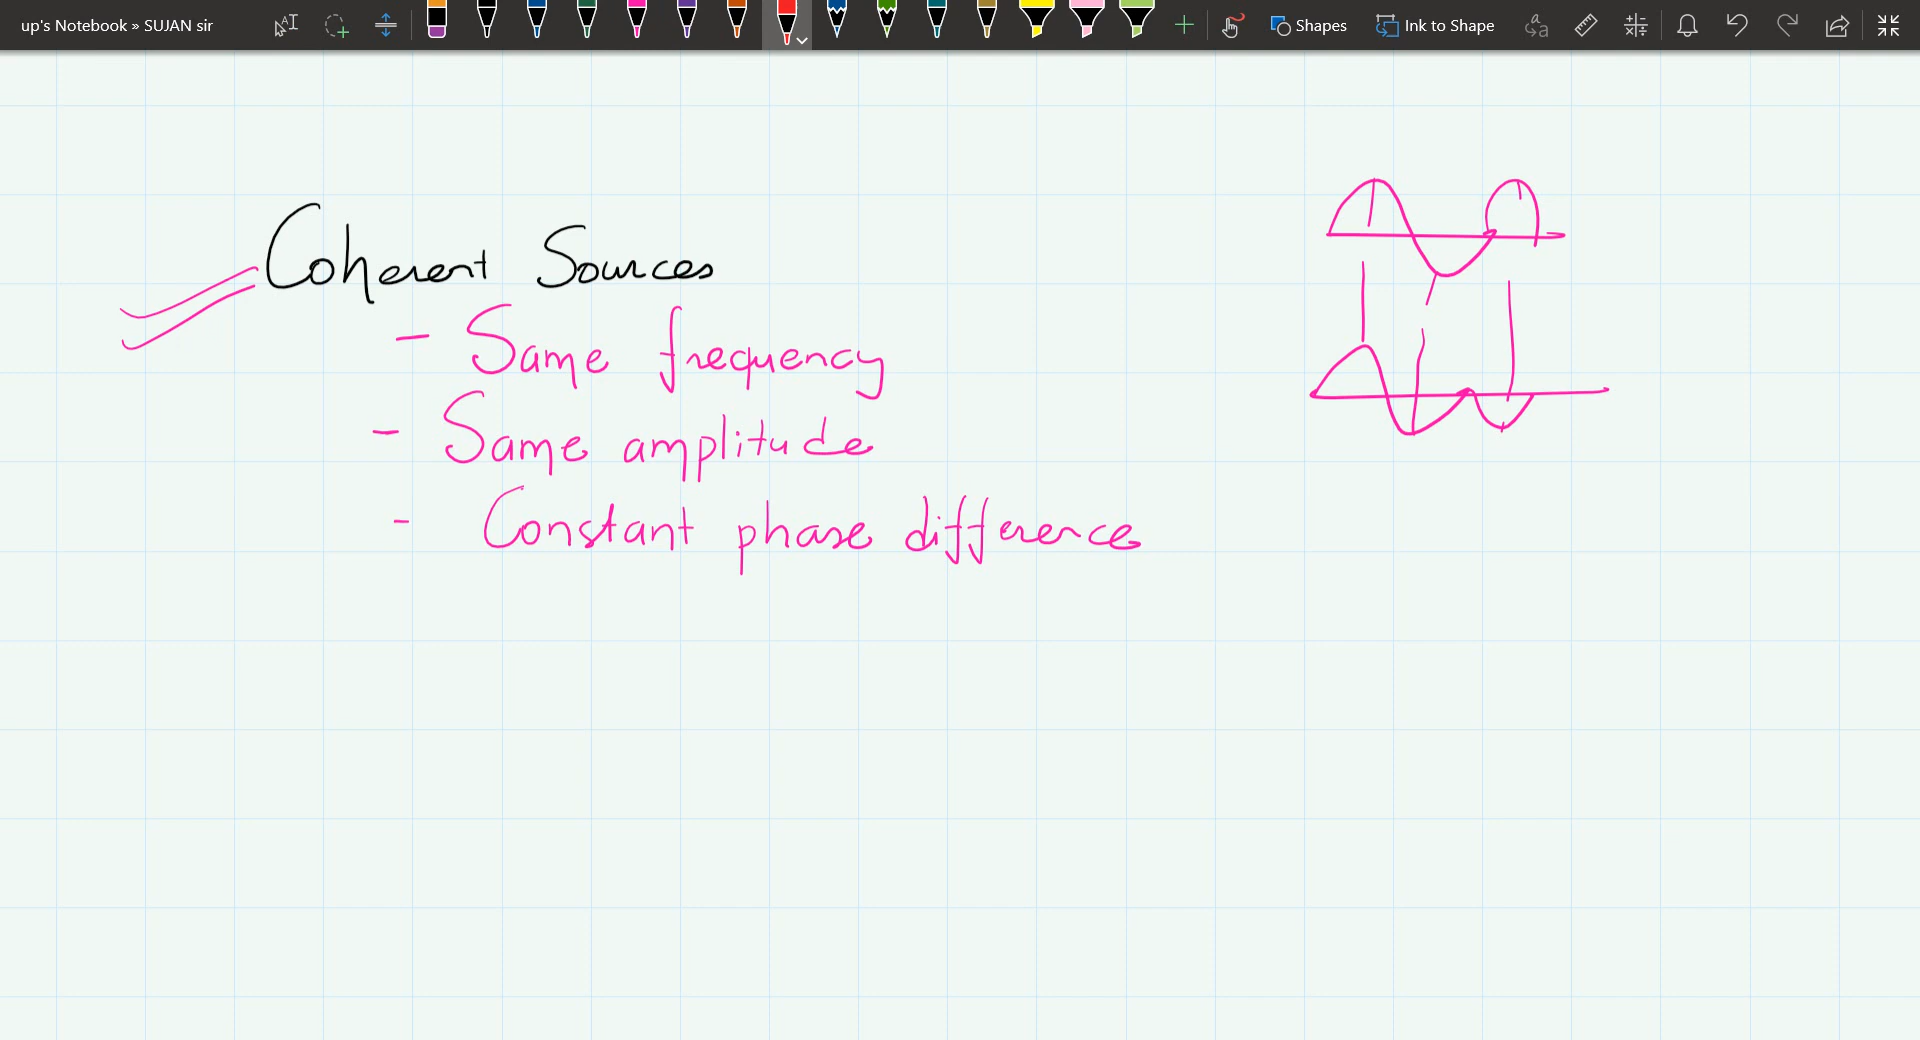 up's Notebook » SUJAN sir
Shapes
Ink to Shape
Coherent Sources
- Same frequency
- Same amplitude
- Constant phase difference